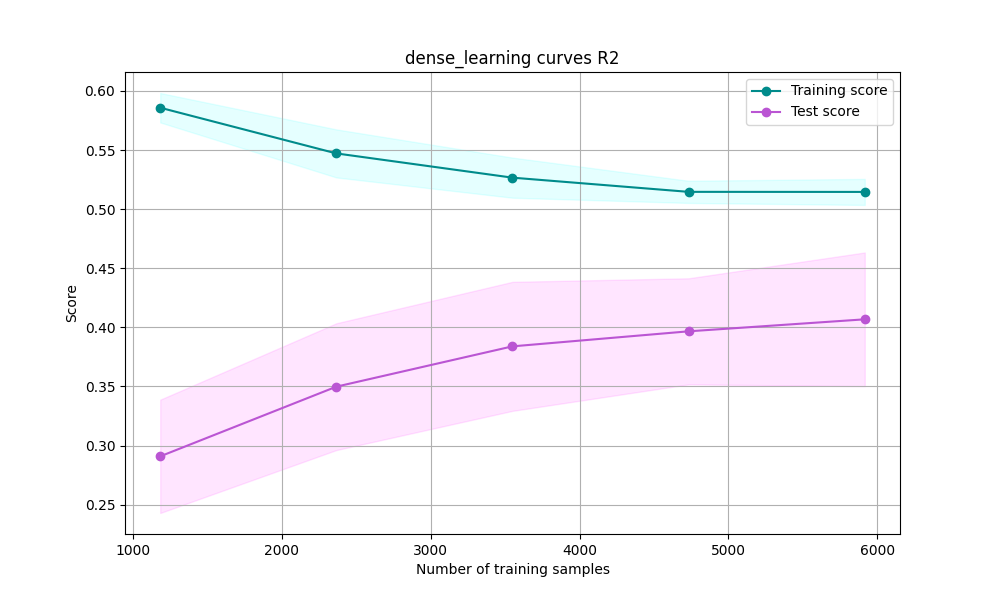 dense_learning curves R2
Training score
Test score
0.60
0.55
0.50
0.45
0.40
0.35
0.30
0.25
Score
1000 2000 3000 4000 5000 6000
Number of training samples